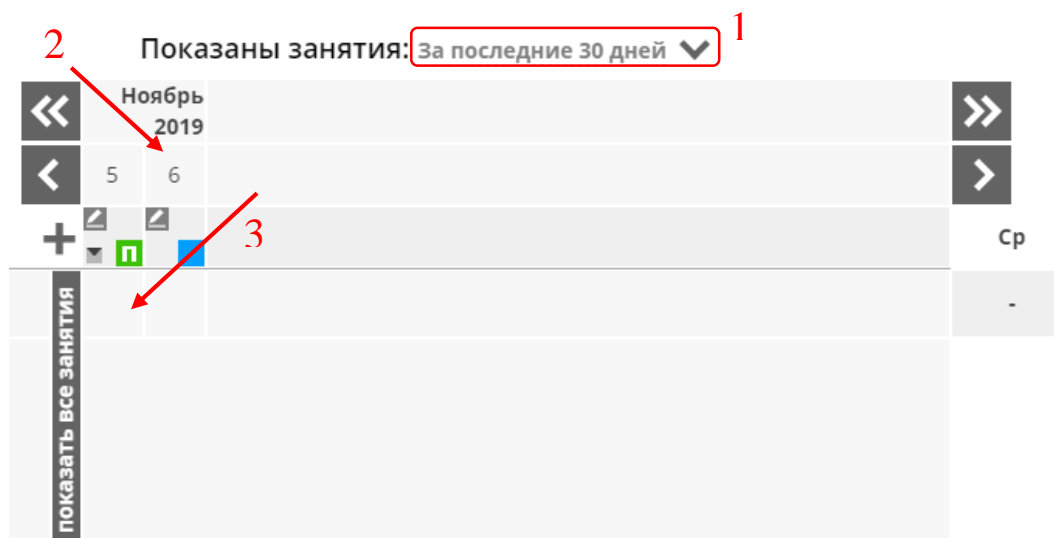 1
2
Показаны занятия: За последние 30 дней
Ноябрь
2019
5 6
3
П
Ср
-
показать все занятия